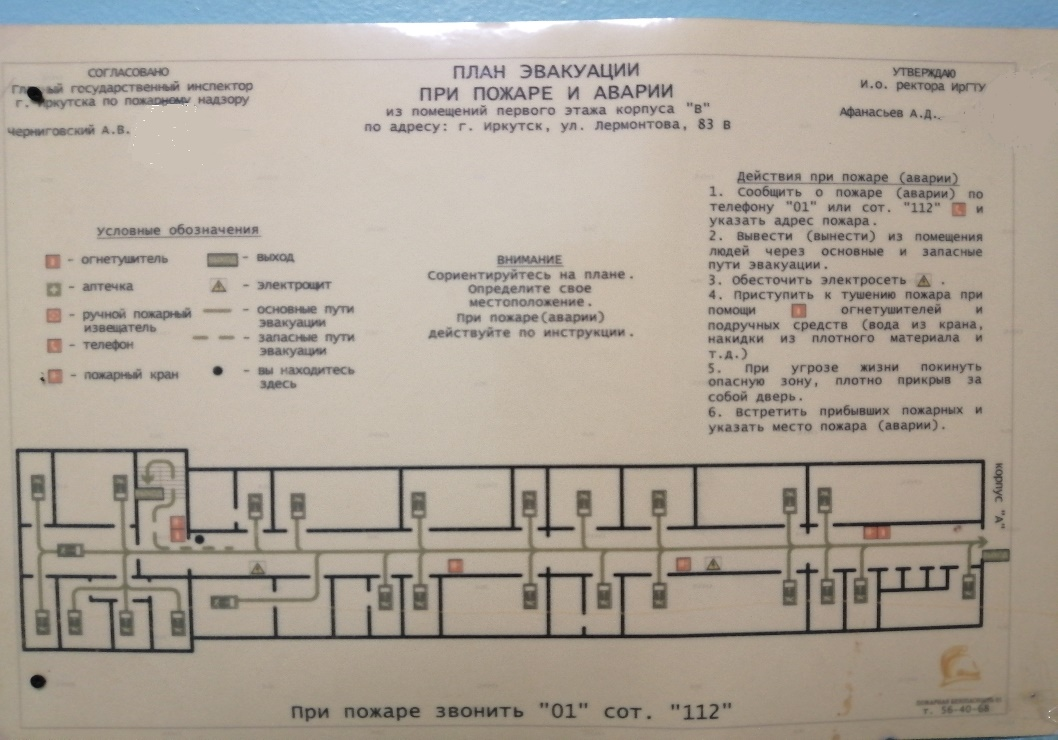 СОГЛАСОВАНО
Главный государственный инспектор
г. Иркутска по пожарному надзору
Черниговский А.В.
ПЛАН ЭВАКУАЦИИ
ПРИ ПОЖАРЕ И АВАРИИ
из помещений первого этажа корпуса "В"
по адресу: г. Иркутск, ул. Лермонтова, 83 В
УТВЕРЖДАЮ
И.о. ректора ИрГТУ
Афанасьев А.Д.
Условные обозначения
- огнетушитель
- аптечка
- ручной пожарный
извещатель
- телефон
- пожарный кран
- выход
- электрощит
- основные пути
эвакуации
- запасные пути
эвакуации
- вы находитесь
здесь
ВНИМАНИЕ
Сориентируйтесь на плане.
Определите свое
местоположение.
При пожаре(аварии)
действуйте по инструкции.
Действия при пожаре (аварии)
1. Сообщить о пожаре (аварии) по
телефону "01" или сот. "112" и
указать адрес пожара.
2. Вывести (вынести) из помещения
людей через основные и запасные
пути эвакуации.
3. Обесточить электросеть .
4. Приступить к тушению пожара при
помощи огнетушителей и
подручных средств (вода из крана,
накидки из плотного материала и
т.д.)
5. При угрозе жизни покинуть
опасную зону, плотно прикрыв за
собой дверь.
6. Встретить прибывших пожарных и
указать место пожара (аварии).
корпус "А"
т. 56-40-68
При пожаре звонить "01" сот. "112"